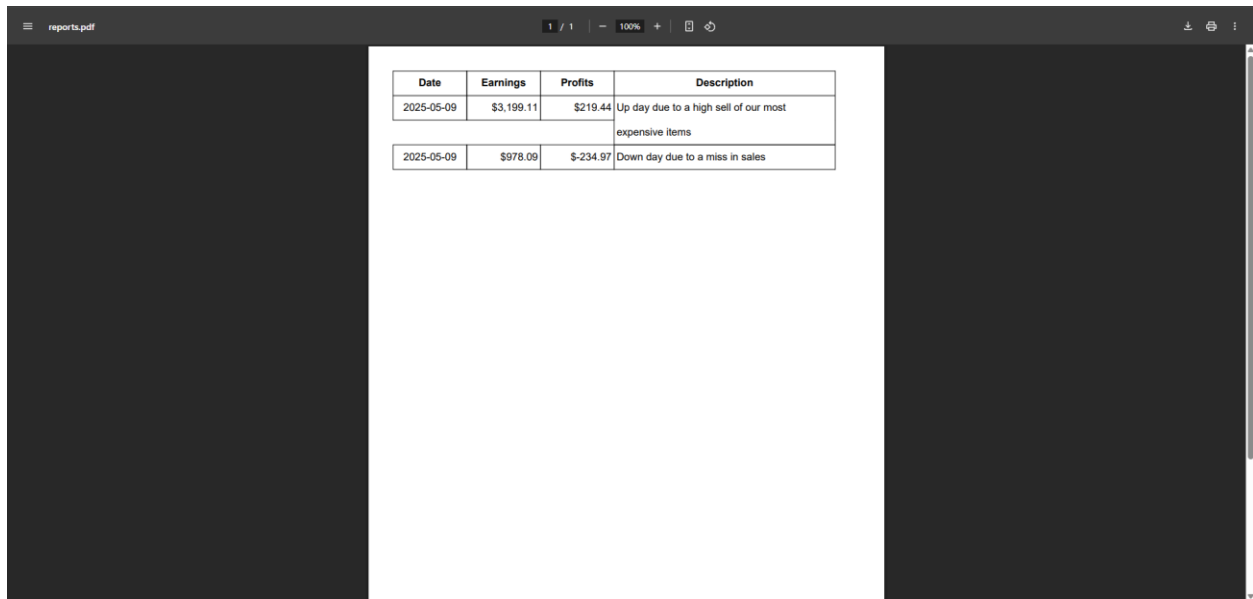 reports.pdf
1 / 1
100%
Date Earnings Profits Description
2025-05-09 $3,199.11 $219.44 Up day due to a high sell of our most
expensive items
2025-05-09 $978.09 $-234.97 Down day due to a miss in sales